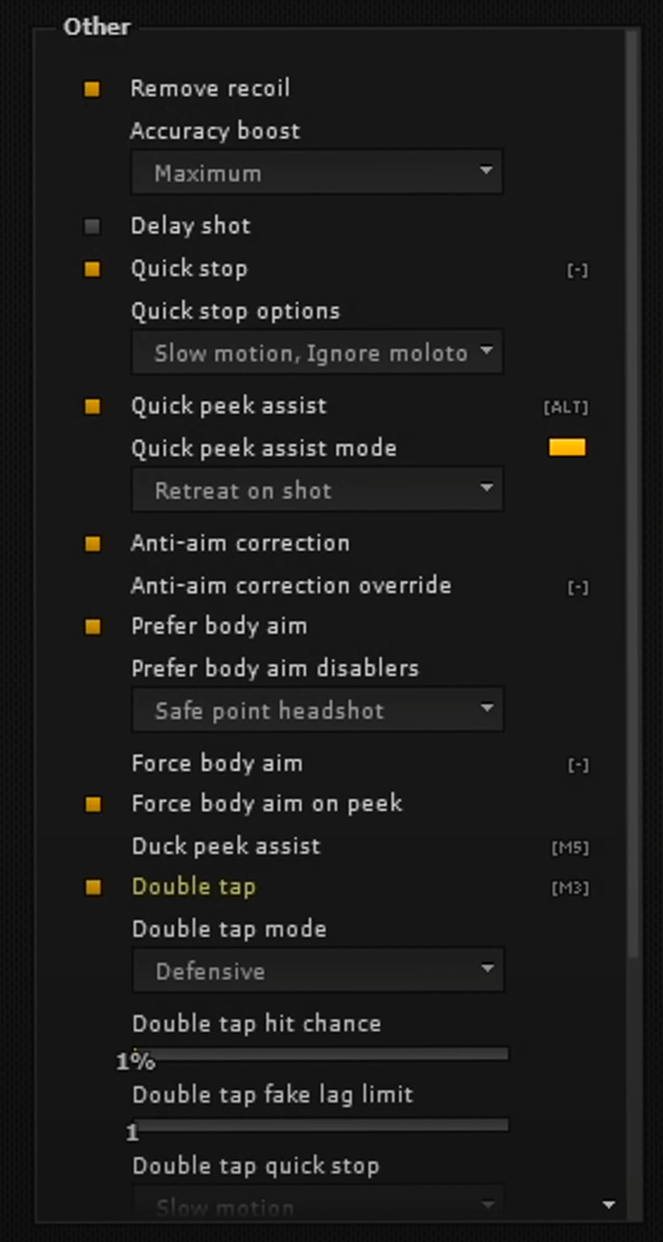 Other
Remove recoil
Accuracy boost
Maximum
Delay shot
Quick stop [-]
Quick stop options
Slow motion, Ignore moloto
Quick peek assist [ALT]
Quick peek assist mode
Retreat on shot
Anti-aim correction
Anti-aim correction override [-]
Prefer body aim
Prefer body aim disablers
Safe point headshot
Force body aim [-]
Force body aim on peek
Duck peek assist [M5]
Double tap [M3]
Double tap mode
Defensive
Double tap hit chance
1%
Double tap fake lag limit
1
Double tap quick stop
Slow motion